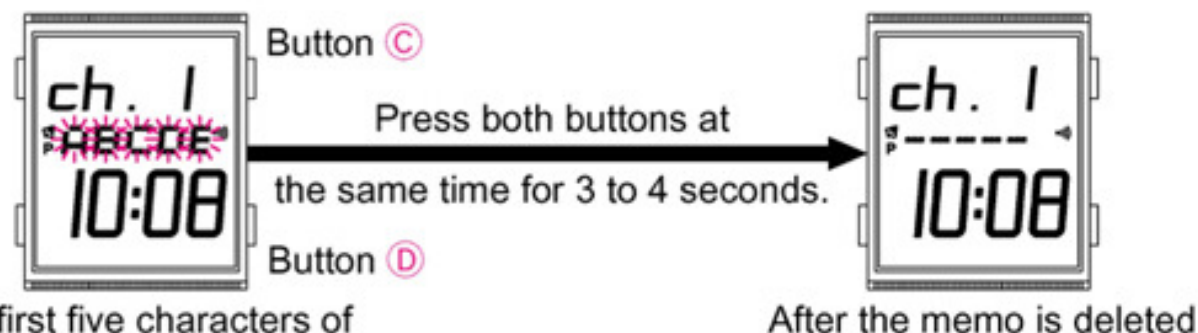 ch. 1
ABCDE
P
10:08
Button Ⓒ
Press both buttons at
the same time for 3 to 4 seconds.
Button Ⓓ
first five characters of
ch. 1
P -----
10:08
After the memo is deleted